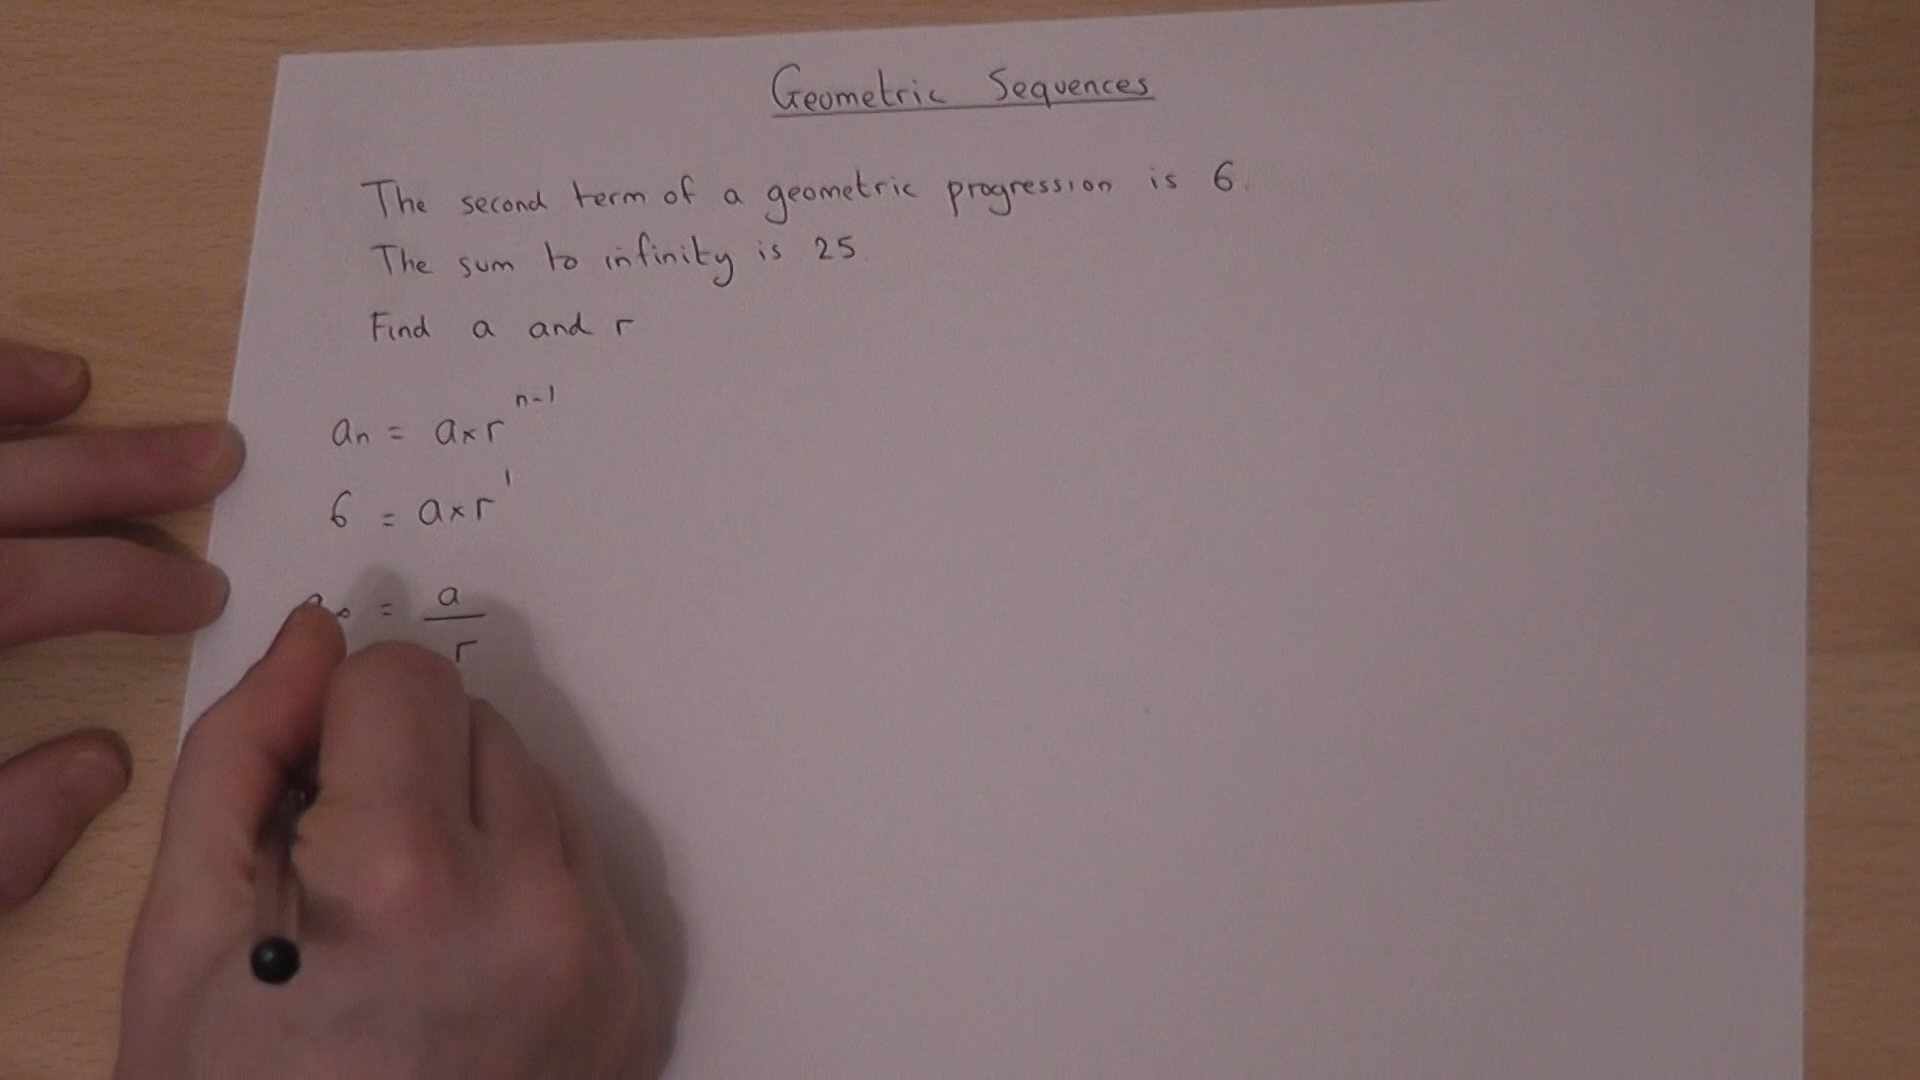 Geometric Sequences
The second term of a geometric progression is 6.
The sum to infinity is 25.
Find a and r
an = a×r^n-1
6 = a×r^1
∞ = a/r